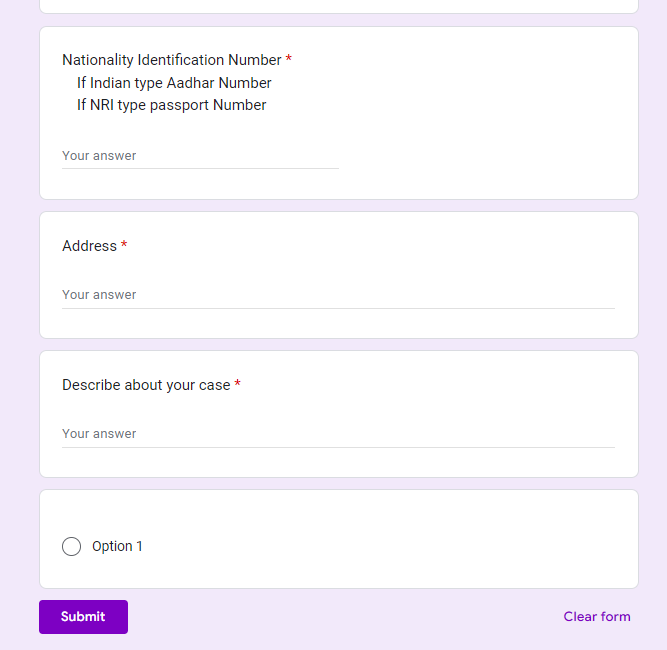 Nationality Identification Number *
If Indian type Aadhar Number
If NRI type passport Number
Your answer
Address *
Your answer
Describe about your case *
Your answer
Option 1
Submit
Clear form